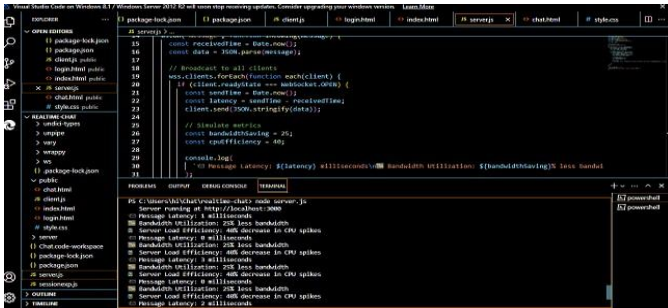 Visual Studio Code on Windows 8.1 / Windows Server 2012 R2 will soon stop receiving updates. Consider upgrading your windows version. Learn More
EXPLORER
package-lock.json
package.json
client.js
login.html
index.html
server.js
chat.html
style.css
OPEN EDITORS
package-lock.json
package.json
client.js public
login.html public
index.html public
server.js
chat.html public
style.css public
REALTIME-CHAT
undici-types
unpipe
vary
wrappy
ws
.package-lock.json
public
chat.html
client.js
index.html
login.html
style.css
server
Chat.code-workspace
package-lock.json
package.json
server.js
sessionexp.js
OUTLINE
TIMELINE
server.js > ...
15 const receivedTime = Date.now();
16 const data = JSON.parse(message);
17
18 // Broadcast to all clients
19 wss.clients.forEach(function each(client) {
20 if (client.readyState === WebSocket.OPEN) {
21 const sendTime = Date.now();
22 const latency = sendTime - receivedTime;
23 client.send(JSON.stringify(data));
24
25 // Simulate metrics
26 const bandwidthSaving = 25;
27 const cpuEfficiency = 40;
28
29 console.log(
30 Message Latency: ${latency} milliseconds\n Bandwidth Utilization: ${bandwidthSaving}% less bandwi
31 );
PROBLEMS OUTPUT DEBUG CONSOLE TERMINAL
PS C:\Users\hi\Chat\realtime-chat> node server.js
Server running at http://localhost:3000
Message Latency: 1 milliseconds
Bandwidth Utilization: 25% less bandwidth
Server Load Efficiency: 40% decrease in CPU spikes
Message Latency: 0 milliseconds
Bandwidth Utilization: 25% less bandwidth
Server Load Efficiency: 40% decrease in CPU spikes
Message Latency: 3 milliseconds
Bandwidth Utilization: 25% less bandwidth
Server Load Efficiency: 40% decrease in CPU spikes
Message Latency: 0 milliseconds
Bandwidth Utilization: 25% less bandwidth
Server Load Efficiency: 40% decrease in CPU spikes
Message Latency: 2 milliseconds
powershell
powershell